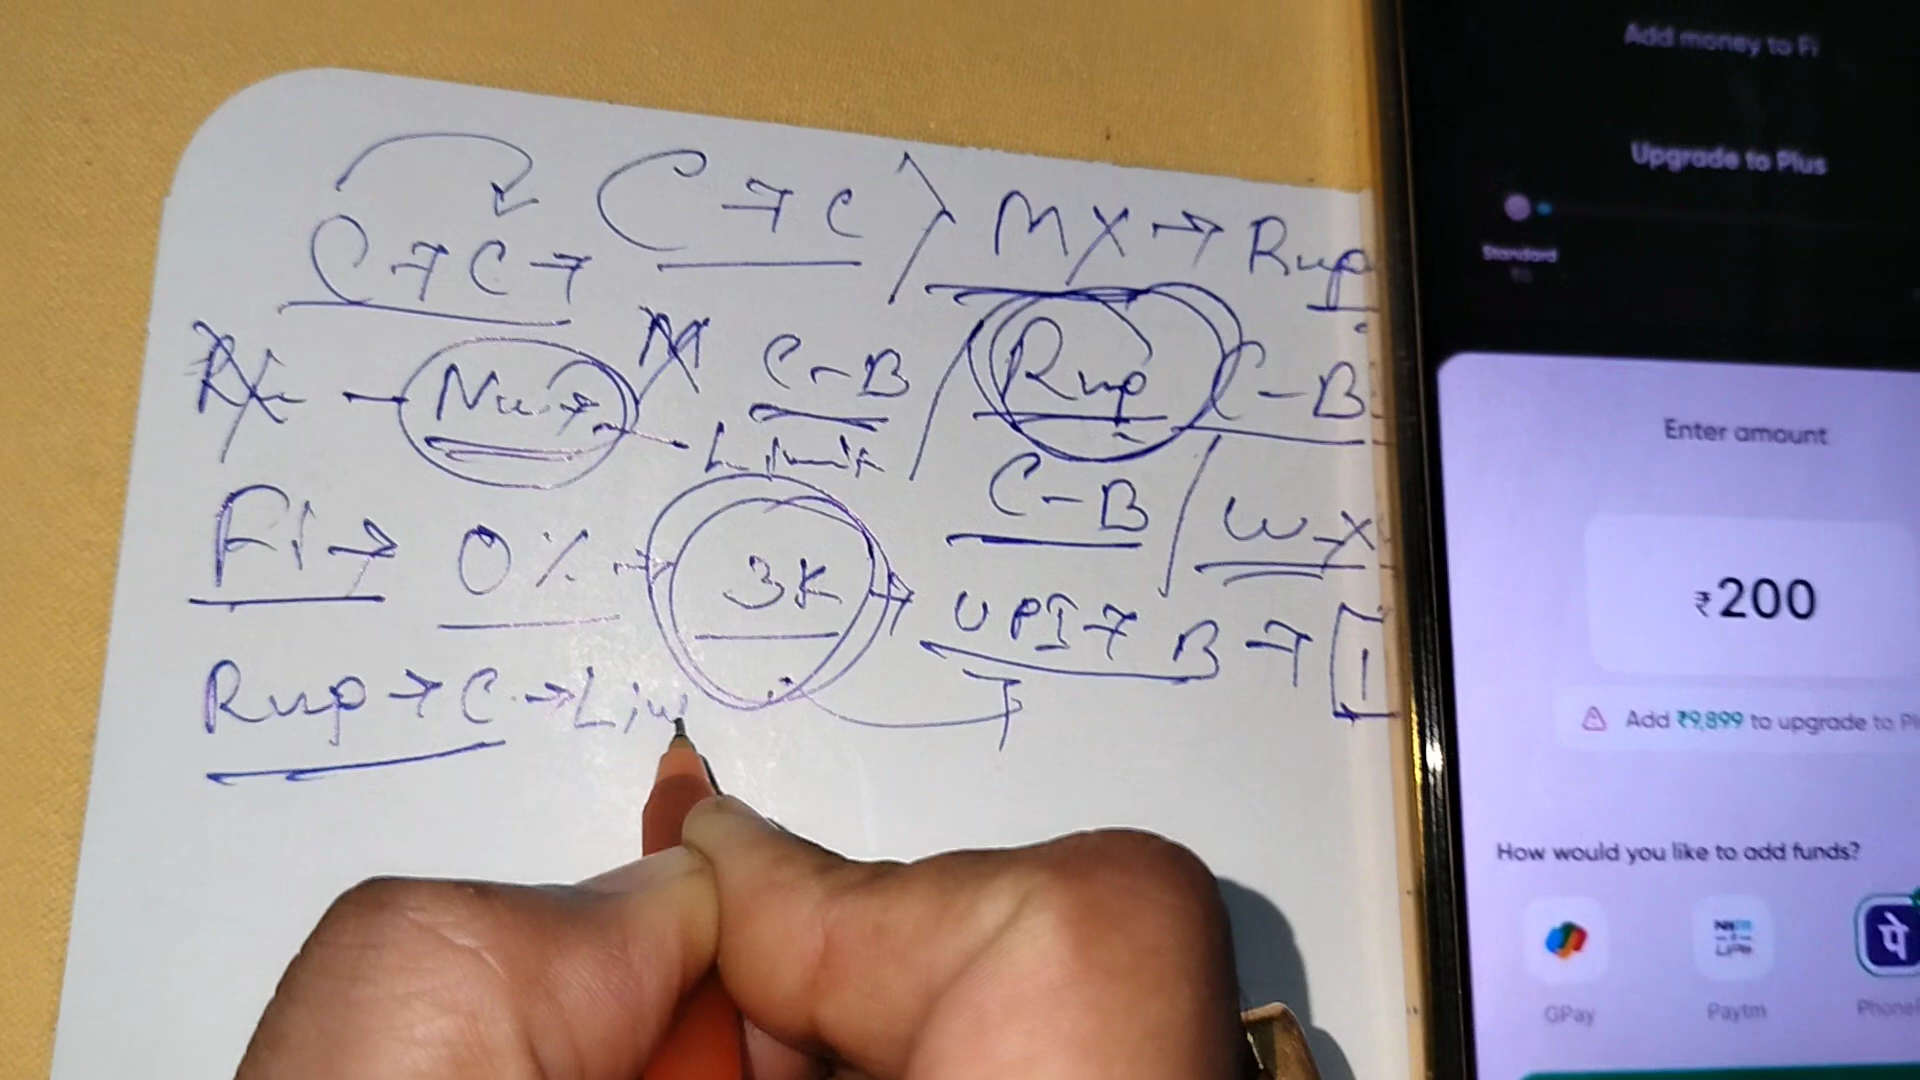 C → C → C → C MX → Rup
Nu M C-B Rup C-B
Limit
C-B W-X
Fi → 0% → 3K → UPI → B → 1
Rup → C → Lim
Add money to Fi
Upgrade to Plus
Standard
Enter amount
₹200
Add ₹9,899 to upgrade to Pl
How would you like to add funds?
GPay Paytm Phone
पे